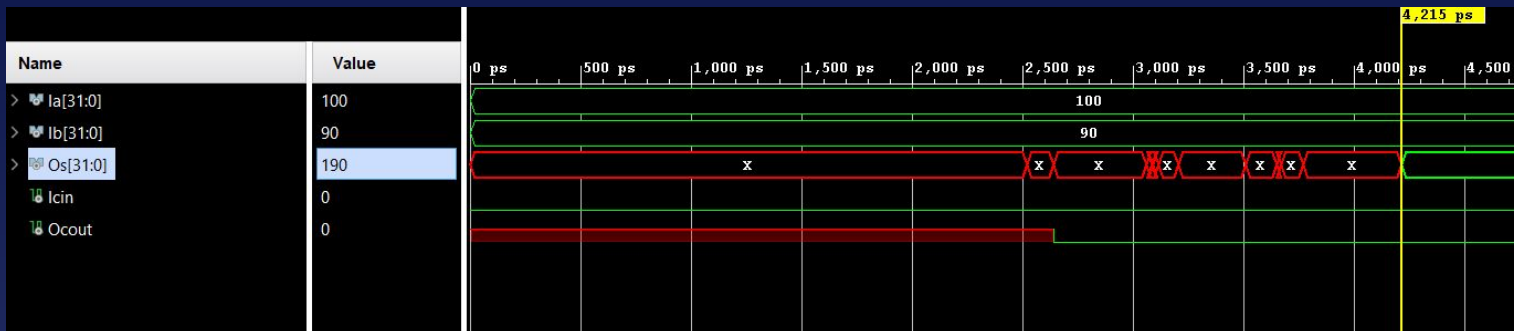 4,215 ps
Name Value 0 ps 500 ps 1,000 ps 1,500 ps 2,000 ps 2,500 ps 3,000 ps 3,500 ps 4,000 ps 4,500
Ia[31:0] 100 100
Ib[31:0] 90 90
Os[31:0] 190 X X X X X X X X
Icin 0
Ocout 0